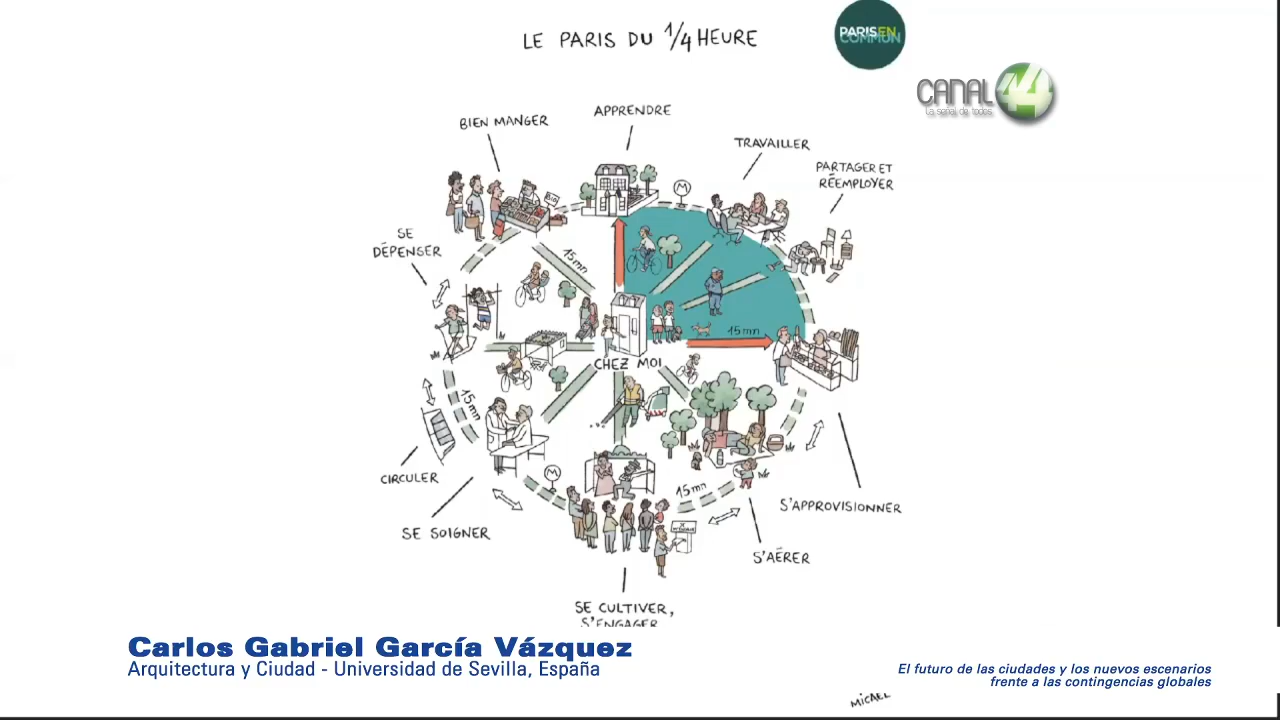 LE PARIS DU 1/4 HEURE
PARIS EN
COMMUN
CANAL 44
La señal de todos
BIEN MANGER
APPRENDRE
TRAVAILLER
PARTAGER ET
RÉEMPLOYER
BIO
M
SE
DÉPENSER
15mn
15mn
CHEZ MOI
15mn
CIRCULER
M
15mn
S'APPROVISIONNER
SE SOIGNER
S'AÉRER
SE CULTIVER,
S'ENGAGER
Carlos Gabriel García Vázquez
Arquitectura y Ciudad - Universidad de Sevilla, España
El futuro de las ciudades y los nuevos escenarios
frente a las contingencias globales
MICAEL